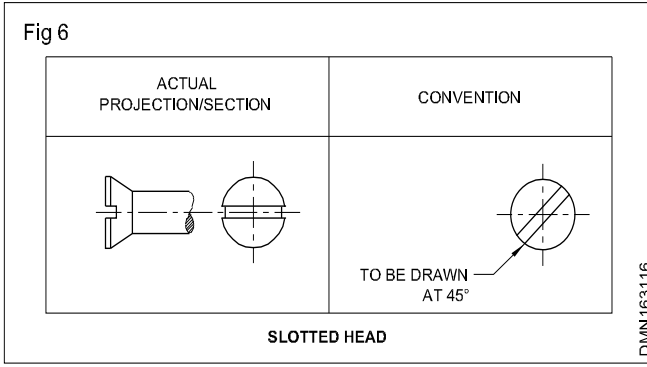 Fig 6
ACTUAL
PROJECTION/SECTION
CONVENTION
TO BE DRAWN
AT 45°
SLOTTED HEAD
DMN163116